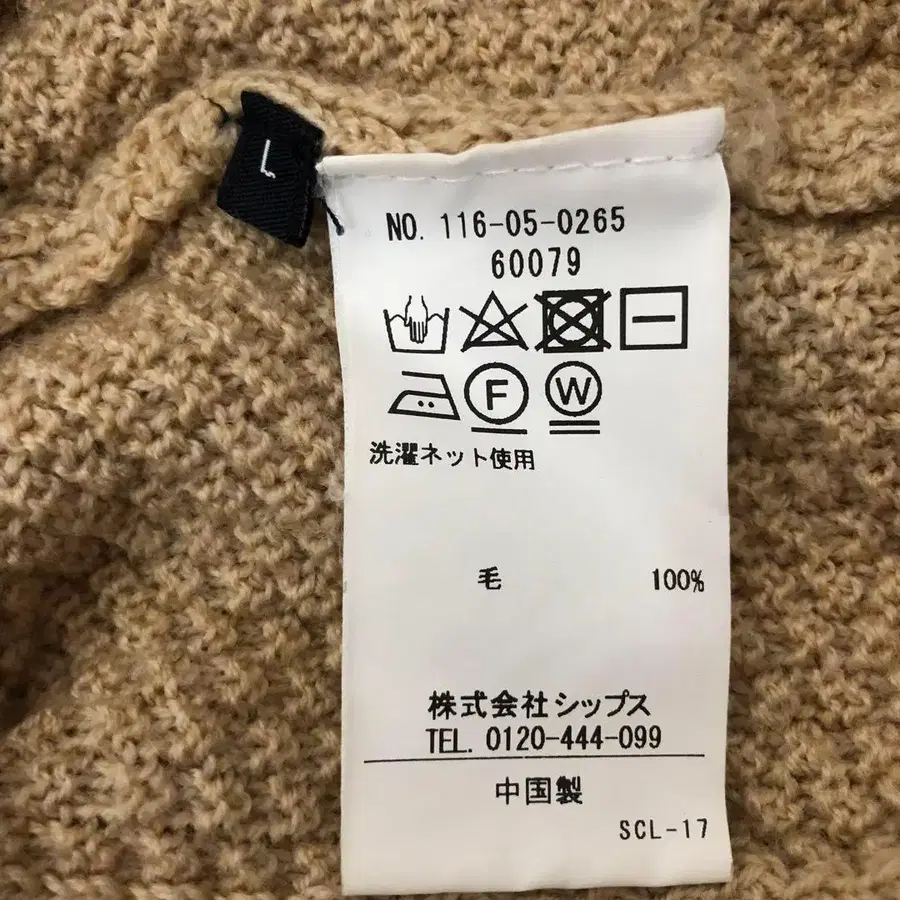 L
NO. 116-05-0265
60079
F W
洗濯ネット使用
毛 100%
株式会社シップス
TEL. 0120-444-099
中国製
SCL-17